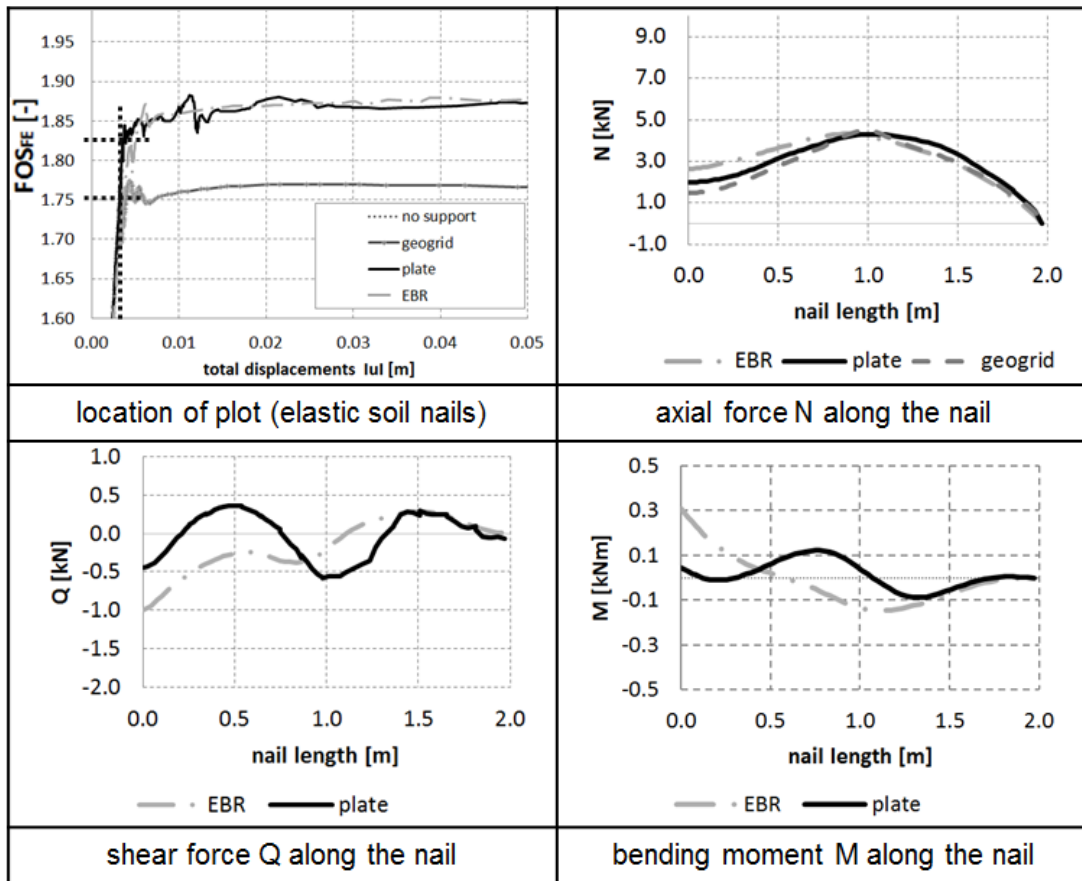 FOSFE [-]
1.95
1.90
1.85
1.80
1.75
1.70
1.65
1.60
0.00 0.01 0.02 0.03 0.04 0.05
total displacements IuI [m]
no support
geogrid
plate
EBR
location of plot (elastic soil nails)
N [kN]
9.0
7.0
5.0
3.0
1.0
-1.0
0.0 0.5 1.0 1.5 2.0
nail length [m]
EBR plate geogrid
axial force N along the nail
Q [kN]
1.0
0.5
0.0
-0.5
-1.0
-1.5
-2.0
0.0 0.5 1.0 1.5 2.0
nail length [m]
EBR plate
shear force Q along the nail
M [kNm]
0.5
0.3
0.1
-0.1
-0.3
-0.5
0.0 0.5 1.0 1.5 2.0
nail length [m]
EBR plate
bending moment M along the nail